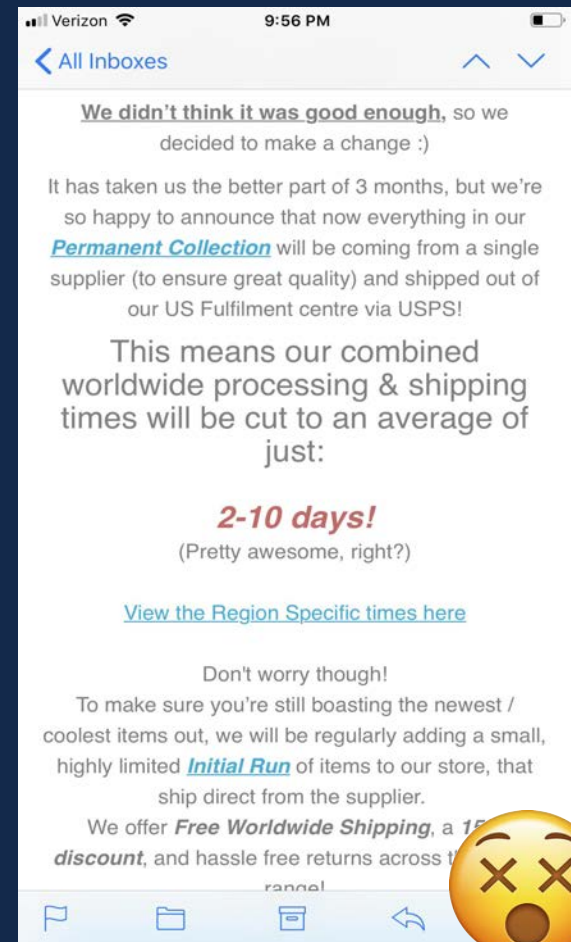 Verizon 9:56 PM
All Inboxes
We didn't think it was good enough, so we
decided to make a change :)
It has taken us the better part of 3 months, but we're
so happy to announce that now everything in our
Permanent Collection will be coming from a single
supplier (to ensure great quality) and shipped out of
our US Fulfilment centre via USPS!
This means our combined
worldwide processing & shipping
times will be cut to an average of
just:
2-10 days!
(Pretty awesome, right?)
View the Region Specific times here
Don't worry though!
To make sure you're still boasting the newest /
coolest items out, we will be regularly adding a small,
highly limited Initial Run of items to our store, that
ship direct from the supplier.
We offer Free Worldwide Shipping, a
discount, and hassle free returns across
range!